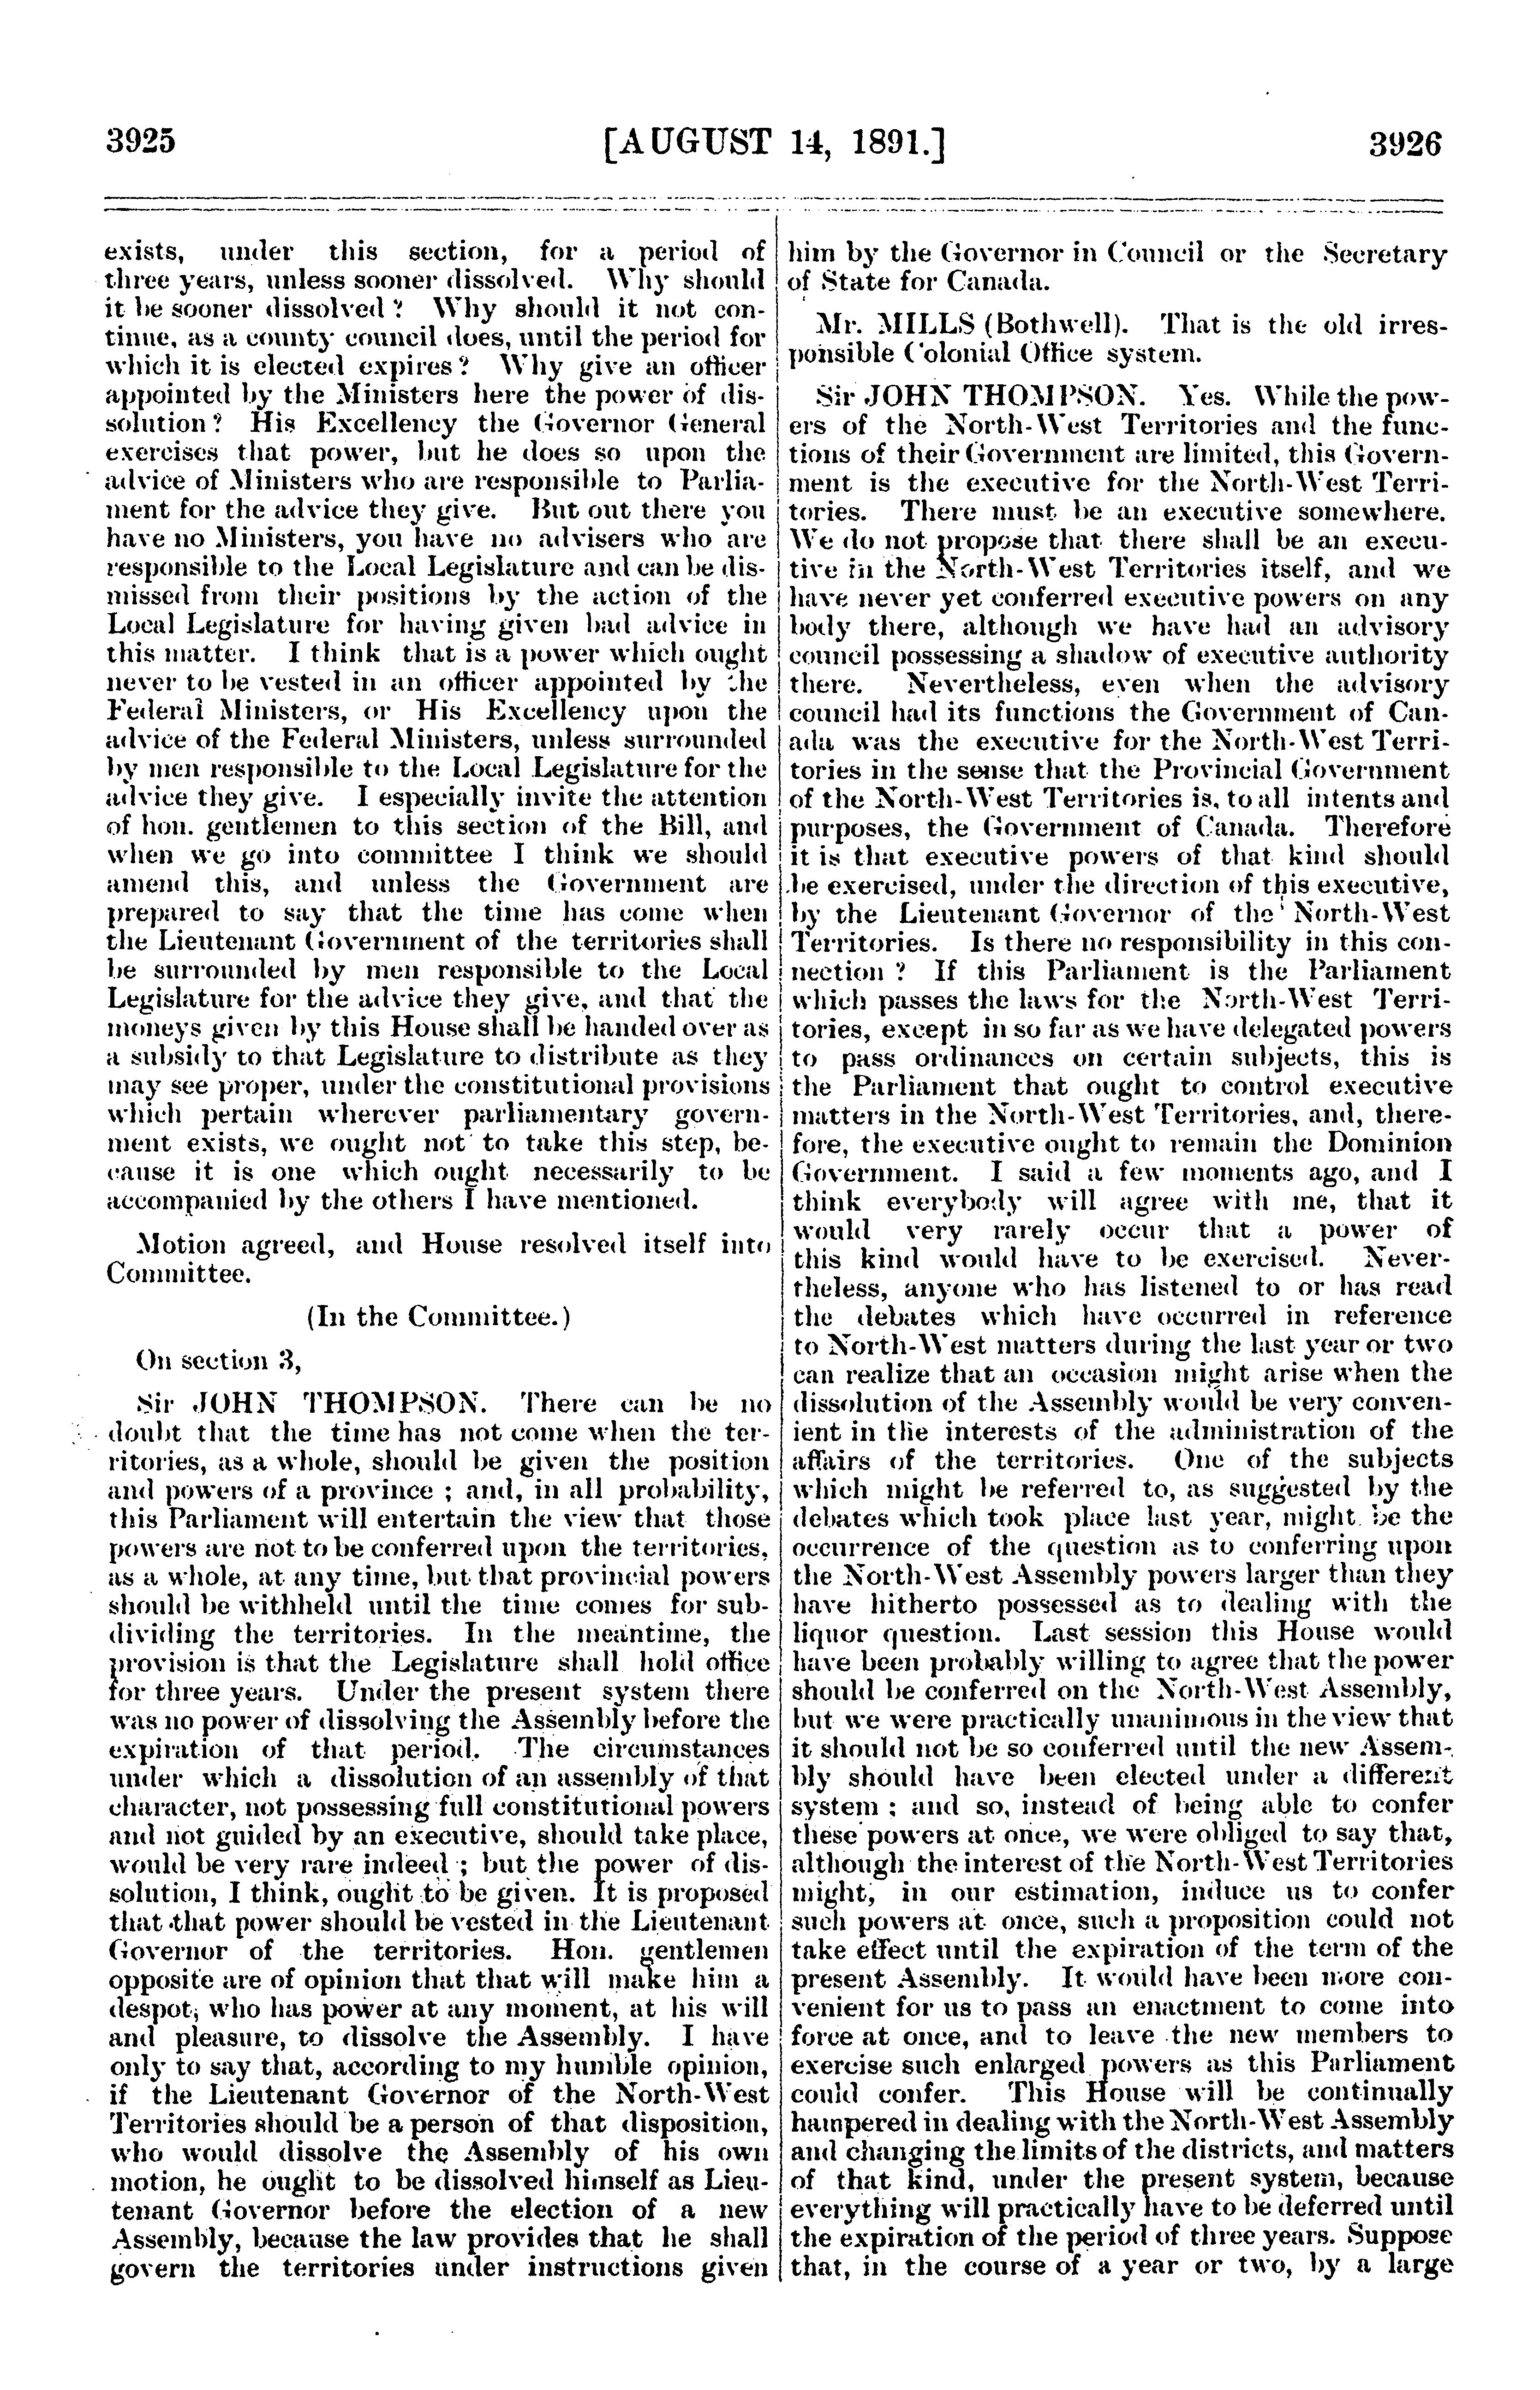 3925
[AUGUST 14, 1891.]
3926
exists, under this section, for a period of
three years, unless sooner dissolved. Why should
it be sooner dissolved? Why should it not con-
tinue, as a county council does, until the period for
which it is elected expires? Why give an officer
appointed by the Ministers here the power of dis-
solution? His Excellency the Governor General
exercises that power, but he does so upon the
advice of Ministers who are responsible to Parlia-
ment for the advice they give. But out there you
have no Ministers, you have no advisers who are
responsible to the Local Legislature and can be dis-
missed from their positions by the action of the
Local Legislature for having given bad advice in
this matter. I think that is a power which ought
never to be vested in an officer appointed by the
Federal Ministers, or His Excellency upon the
advice of the Federal Ministers, unless surrounded
by men responsible to the Local Legislature for the
advice they give. I especially invite the attention
of hon. gentlemen to this section of the Bill, and
when we go into committee I think we should
amend this, and unless the Government are
prepared to say that the time has come when
the Lieutenant Government of the territories shall
be surrounded by men responsible to the Local
Legislature for the advice they give, and that the
moneys given by this House shall be handed over as
a subsidy to that Legislature to distribute as they
may see proper, under the constitutional provisions
which pertain wherever parliamentary govern-
ment exists, we ought not to take this step, be-
cause it is one which ought necessarily to be
accompanied by the others I have mentioned.
Motion agreed, and House resolved itself into
Committee.
(In the Committee.)
On section 3,
Sir JOHN THOMPSON. There can be no
doubt that the time has not come when the ter-
ritories, as a whole, should be given the position
and powers of a province ; and, in all probability,
this Parliament will entertain the view that those
powers are not to be conferred upon the territories,
as a whole, at any time, but that provincial powers
should be withheld until the time comes for sub-
dividing the territories. In the meantime, the
provision is that the Legislature shall hold office
for three years. Under the present system there
was no power of dissolving the Assembly before the
expiration of that period. The circumstances
under which a dissolution of an assembly of that
character, not possessing full constitutional powers
and not guided by an executive, should take place,
would be very rare indeed ; but the power of dis-
solution, I think, ought to be given. It is proposed
that that power should be vested in the Lieutenant
Governor of the territories. Hon. gentlemen
opposite are of opinion that that will make him a
despot, who has power at any moment, at his will
and pleasure, to dissolve the Assembly. I have
only to say that, according to my humble opinion,
if the Lieutenant Governor of the North-West
Territories should be a person of that disposition,
who would dissolve the Assembly of his own
motion, he ought to be dissolved himself as Lieu-
tenant Governor before the election of a new
Assembly, because the law provides that he shall
govern the territories under instructions given
him by the Governor in Council or the Secretary
of State for Canada.
Mr. MILLS (Bothwell). That is the old irres-
ponsible Colonial Office system.
Sir JOHN THOMPSON. Yes. While the pow-
ers of the North-West Territories and the func-
tions of their Government are limited, this Govern-
ment is the executive for the North-West Terri-
tories. There must be an executive somewhere.
We do not propose that there shall be an execu-
tive in the North-West Territories itself, and we
have never yet conferred executive powers on any
body there, although we have had an advisory
council possessing a shadow of executive authority
there. Nevertheless, even when the advisory
council had its functions the Government of Can-
ada was the executive for the North-West Terri-
tories in the sense that the Provincial Government
of the North-West Territories is, to all intents and
purposes, the Government of Canada. Therefore
it is that executive powers of that kind should
be exercised, under the direction of this executive,
by the Lieutenant Governor of the North-West
Territories. Is there no responsibility in this con-
nection ? If this Parliament is the Parliament
which passes the laws for the North-West Terri-
tories, except in so far as we have delegated powers
to pass ordinances on certain subjects, this is
the Parliament that ought to control executive
matters in the North-West Territories, and, there-
fore, the executive ought to remain the Dominion
Government. I said a few moments ago, and I
think everybody will agree with me, that it
would very rarely occur that a power of
this kind would have to be exercised. Never-
theless, anyone who has listened to or has read
the debates which have occurred in reference
to North-West matters during the last year or two
can realize that an occasion might arise when the
dissolution of the Assembly would be very conven-
ient in the interests of the administration of the
affairs of the territories. One of the subjects
which might be referred to, as suggested by the
debates which took place last year, might be the
occurrence of the question as to conferring upon
the North-West Assembly powers larger than they
have hitherto possessed as to dealing with the
liquor question. Last session this House would
have been probably willing to agree that the power
should be conferred on the North-West Assembly,
but we were practically unanimous in the view that
it should not be so conferred until the new Assem-
bly should have been elected under a different
system ; and so, instead of being able to confer
these powers at once, we were obliged to say that,
although the interest of the North-West Territories
might, in our estimation, induce us to confer
such powers at once, such a proposition could not
take effect until the expiration of the term of the
present Assembly. It would have been more con-
venient for us to pass an enactment to come into
force at once, and to leave the new members to
exercise such enlarged powers as this Parliament
could confer. This House will be continually
hampered in dealing with the North-West Assembly
and changing the limits of the districts, and matters
of that kind, under the present system, because
everything will practically have to be deferred until
the expiration of the period of three years. Suppose
that, in the course of a year or two, by a large